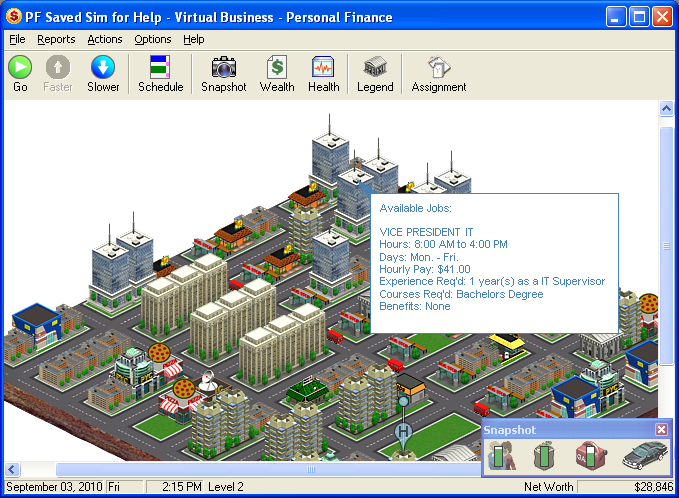 PF Saved Sim for Help - Virtual Business - Personal Finance
File Reports Actions Options Help
Go Faster Slower Schedule Snapshot Wealth Health Legend Assignment
Available Jobs:
VICE PRESIDENT IT
Hours: 8:00 AM to 4:00 PM
Days: Mon. - Fri.
Hourly Pay: $41.00
Experience Req'd: 1 year(s) as a IT Supervisor
Courses Req'd: Bachelors Degree
Benefits: None
H
Snapshot
September 03, 2010 Fri 2:15 PM Level 2 Net Worth $28,846